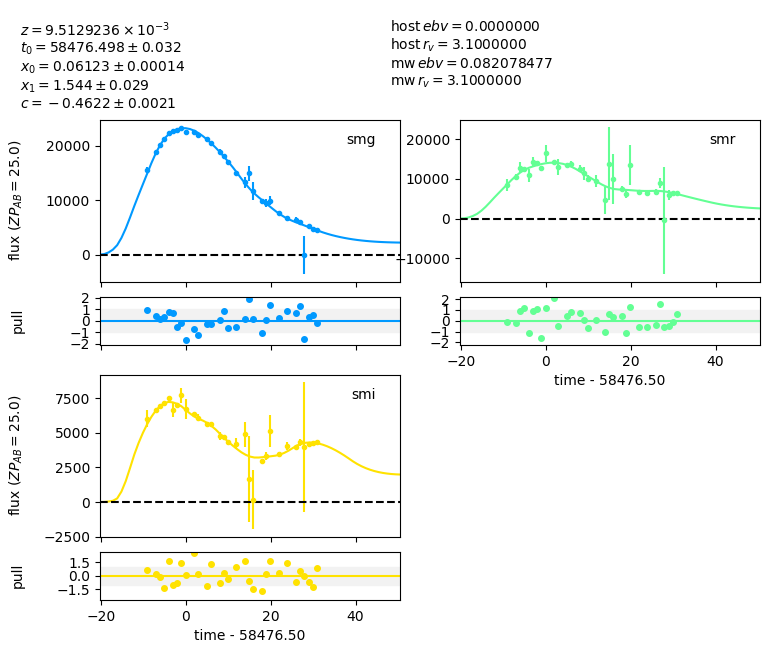 z = 9.5129236 × 10⁻³
t₀ = 58476.498 ± 0.032
x₀ = 0.06123 ± 0.00014
x₁ = 1.544 ± 0.029
c = −0.4622 ± 0.0021
host ebv = 0.0000000
host r_v = 3.1000000
mw ebv = 0.082078477
mw r_v = 3.1000000
smg
flux (ZP_AB = 25.0)
20000
10000
0
pull
2
1
0
−1
−2
smr
20000
10000
0
−10000
2
1
0
−1
−2
−20
0
20
40
time - 58476.50
smi
flux (ZP_AB = 25.0)
7500
5000
2500
0
−2500
pull
1.5
0.0
−1.5
−20
0
20
40
time - 58476.50